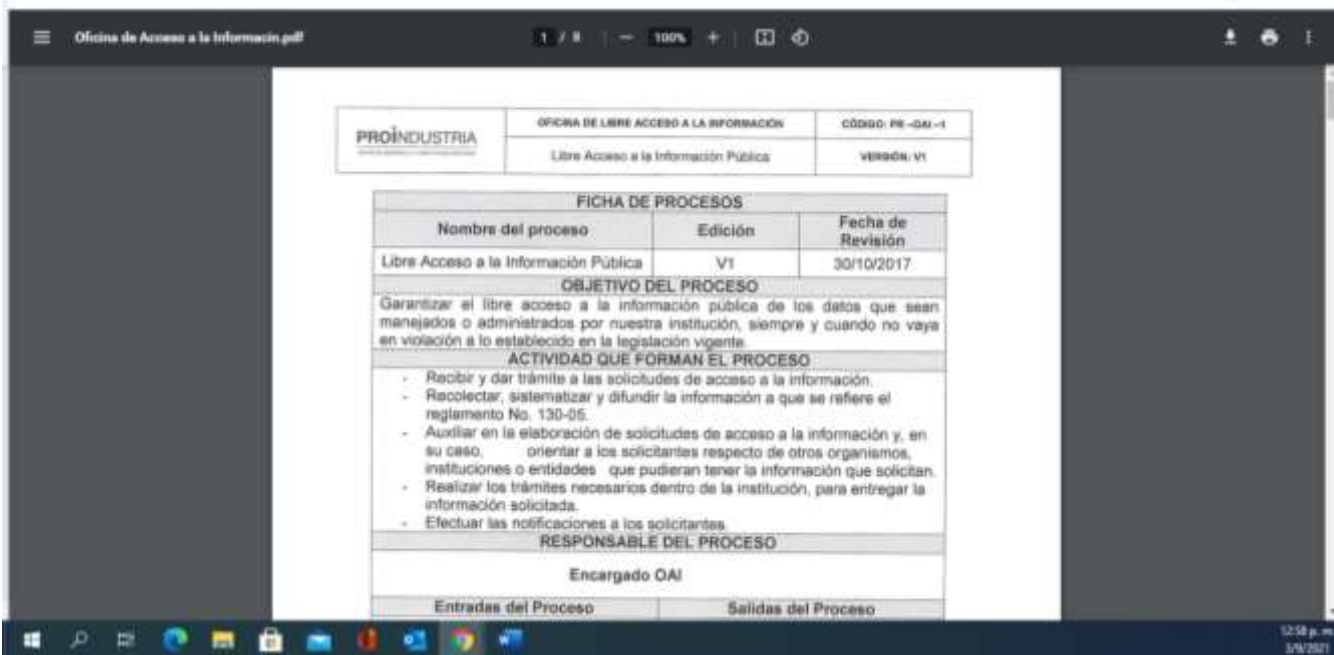 Oficina de Acceso a la Informacin.pdf
1 / 8
100%
PROINDUSTRIA
OFICINA DE LIBRE ACCESO A LA INFORMACIÓN
CÓDIGO: PR –OAI –1
Libre Acceso a la Información Pública
VERSIÓN: V1
FICHA DE PROCESOS
Nombre del proceso
Edición
Fecha de
Revisión
Libre Acceso a la Información Pública
V1
30/10/2017
OBJETIVO DEL PROCESO
Garantizar el libre acceso a la información pública de los datos que sean
manejados o administrados por nuestra institución, siempre y cuando no vaya
en violación a lo establecido en la legislación vigente.
ACTIVIDAD QUE FORMAN EL PROCESO
- Recibir y dar trámite a las solicitudes de acceso a la información.
- Recolectar, sistematizar y difundir la información a que se refiere el
reglamento No. 130-05.
- Auxiliar en la elaboración de solicitudes de acceso a la información y, en
su caso, orientar a los solicitantes respecto de otros organismos,
instituciones o entidades que pudieran tener la información que solicitan.
- Realizar los trámites necesarios dentro de la institución, para entregar la
información solicitada.
- Efectuar las notificaciones a los solicitantes.
RESPONSABLE DEL PROCESO
Encargado OAI
Entradas del Proceso
Salidas del Proceso
12:58 p. m.
3/9/2021